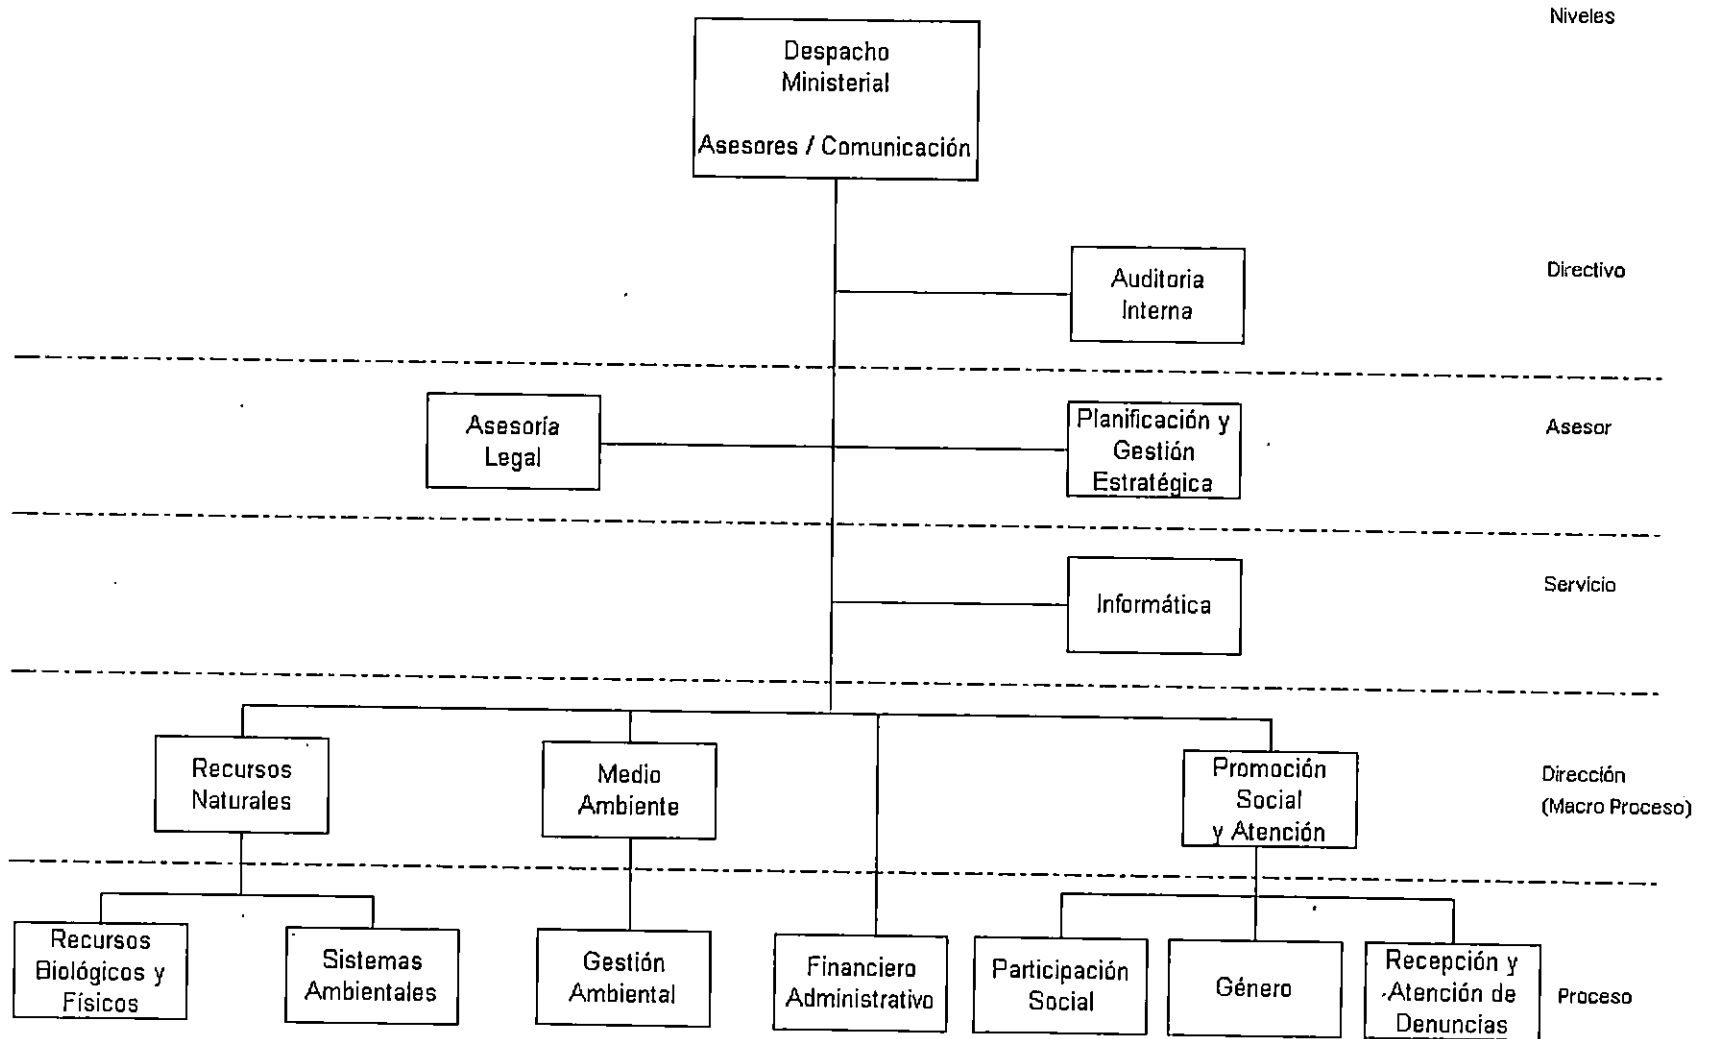 Niveles
Despacho
Ministerial
Asesores / Comunicación
Auditoria
Interna
Directivo
Asesoría
Legal
Planificación y
Gestión
Estratégica
Asesor
Informática
Servicio
Recursos
Naturales
Medio
Ambiente
Promoción
Social
y Atención
Dirección
(Macro Proceso)
Recursos
Biológicos y
Físicos
Sistemas
Ambientales
Gestión
Ambiental
Financiero
Administrativo
Participación
Social
Género
Recepción y
Atención de
Denuncias
Proceso